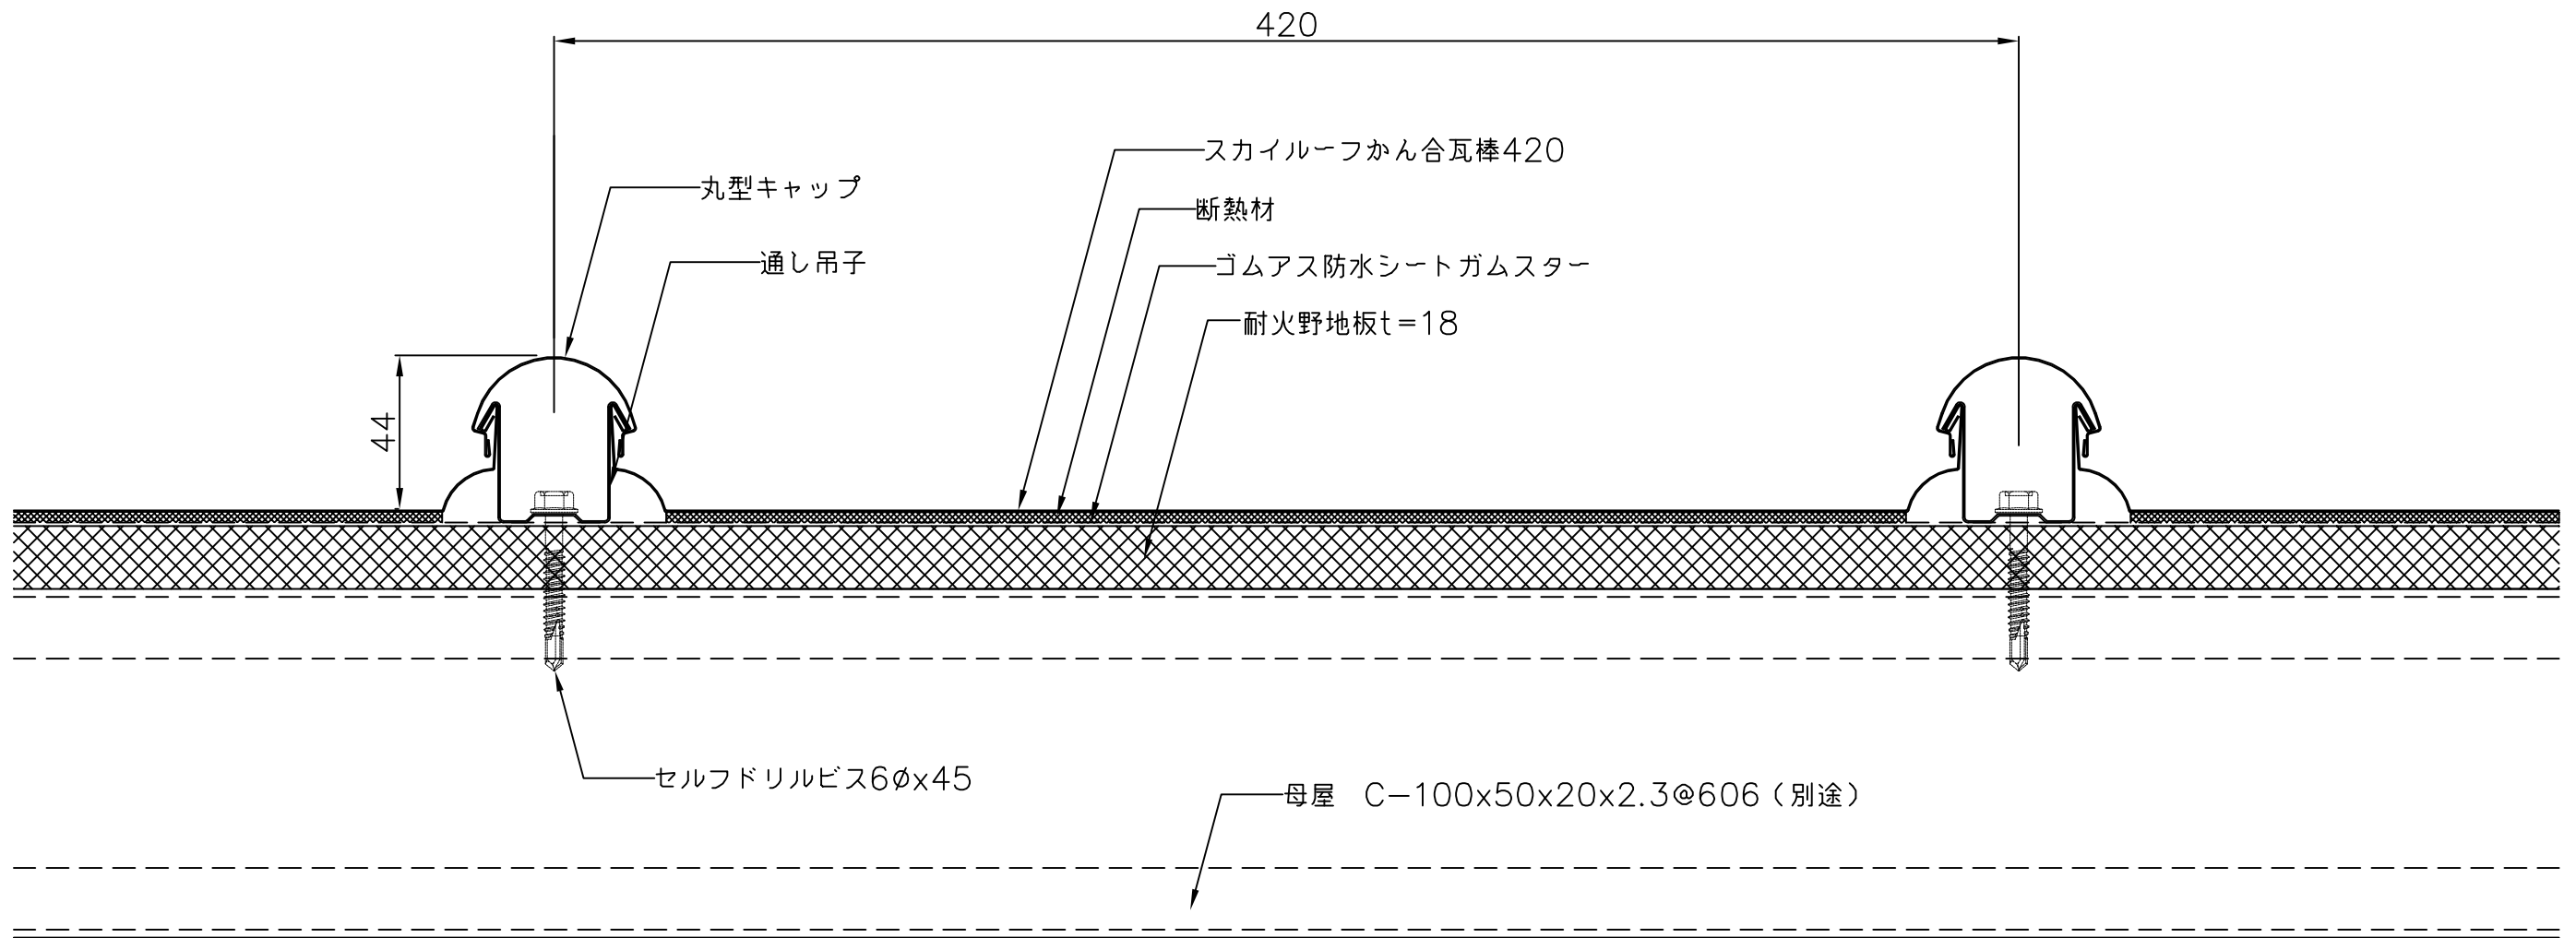 420
スカイルーフかん合瓦棒420
丸型キャップ
断熱材
通し吊子
ゴムアス防水シートガムスター
耐火野地板t=18
44
セルフドリルビス6øx45
母屋　C-100x50x20x2.3@606（別途）